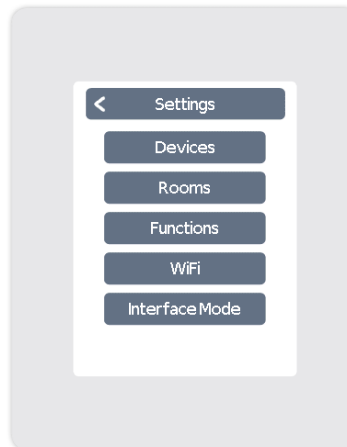 Settings
Devices
Rooms
Functions
WiFi
Interface Mode